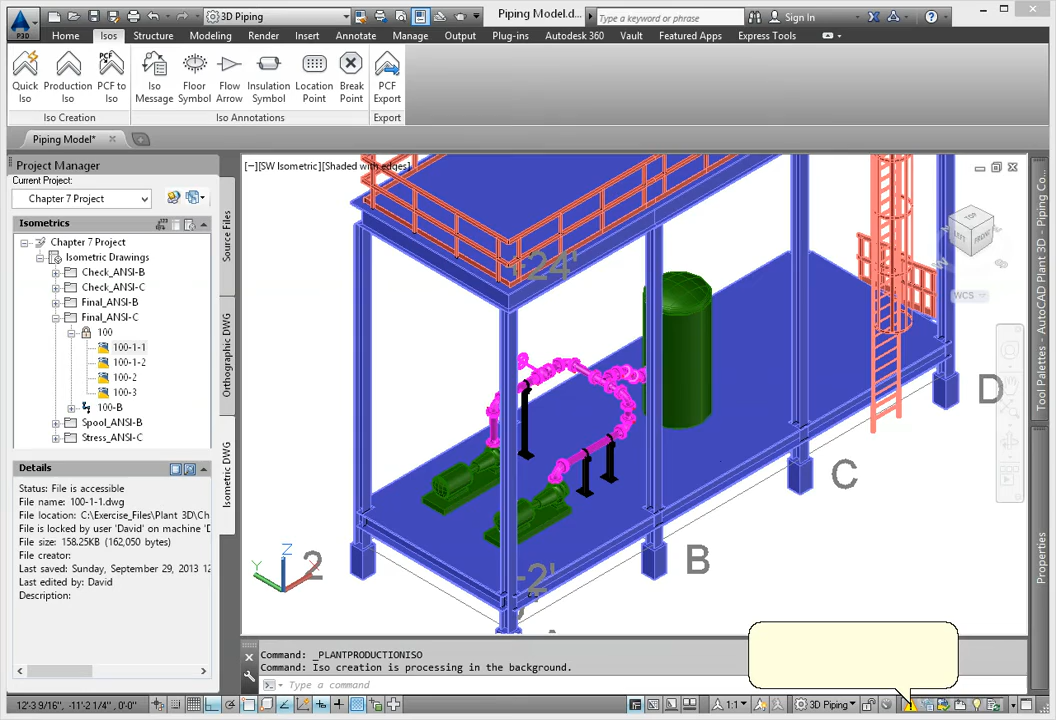 3D Piping
Piping Model.d...
Type a keyword or phrase
Sign In
P3D
Home
Isos
Structure
Modeling
Render
Insert
Annotate
Manage
Output
Plug-ins
Autodesk 360
Vault
Featured Apps
Express Tools
Quick Iso
Production Iso
PCF to Iso
Iso Message
Floor Symbol
Flow Arrow
Insulation Symbol
Location Point
Break Point
PCF Export
Iso Creation
Iso Annotations
Export
Piping Model*
Project Manager
Current Project:
Chapter 7 Project
Isometrics
Chapter 7 Project
Isometric Drawings
Check_ANSI-B
Check_ANSI-C
Final_ANSI-B
Final_ANSI-C
100
100-1-1
100-1-2
100-2
100-3
100-B
Spool_ANSI-B
Stress_ANSI-C
Source Files
Orthographic DWG
Isometric DWG
Details
Status: File is accessible
File name: 100-1-1.dwg
File location: C:\Exercise_Files\Plant 3D\Ch
File is locked by user 'David' on machine 'D
File size: 158.25KB (162,050 bytes)
File creator:
Last saved: Sunday, September 29, 2013 12
Last edited by: David
Description:
[−][SW Isometric][Shaded with edges]
+24'
TOP
LEFT
FRONT
W
WCS
D
C
B
2
Z
Y
Tool Palettes - AutoCAD Plant 3D - Piping Co...
Properties
Command: _PLANTPRODUCTIONISO
Command: Iso creation is processing in the background.
Type a command
12'-3 9/16", -11'-2 1/4" , 0'-0"
1:1
3D Piping